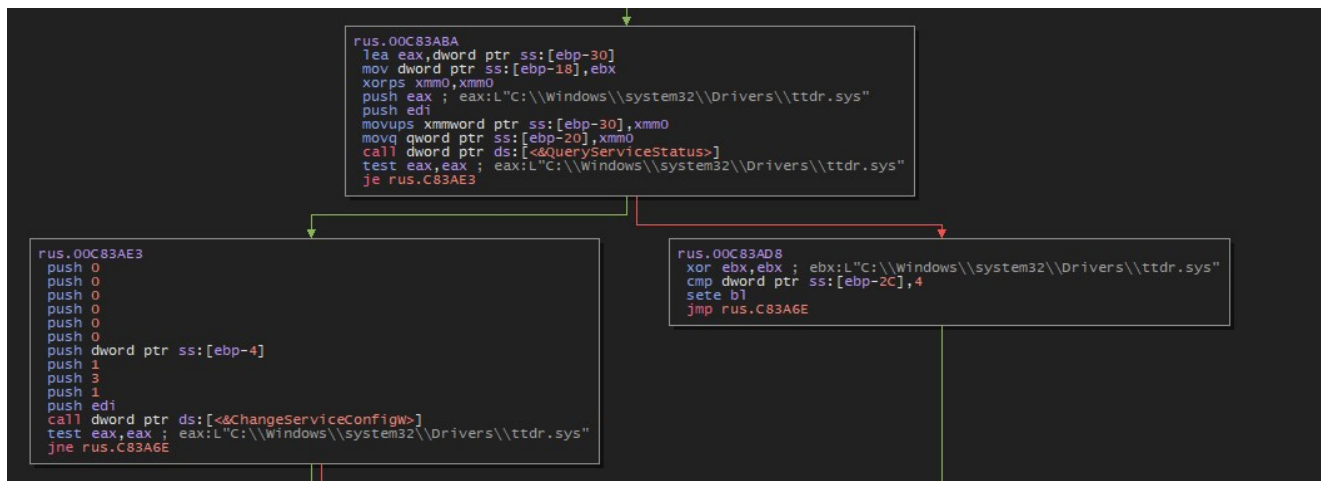 rus.00C83ABA
lea eax,dword ptr ss:[ebp-30]
mov dword ptr ss:[ebp-18],ebx
xorps xmm0,xmm0
push eax ; eax:L"C:\\Windows\\system32\\Drivers\\ttdr.sys"
push edi
movups xmmword ptr ss:[ebp-30],xmm0
movq qword ptr ss:[ebp-20],xmm0
call dword ptr ds:[<&QueryServiceStatus>]
test eax,eax ; eax:L"C:\\Windows\\system32\\Drivers\\ttdr.sys"
je rus.C83AE3
rus.00C83AE3
push 0
push 0
push 0
push 0
push 0
push 0
push dword ptr ss:[ebp-4]
push 1
push 3
push 1
push edi
call dword ptr ds:[<&ChangeServiceConfigW>]
test eax,eax ; eax:L"C:\\Windows\\system32\\Drivers\\ttdr.sys"
jne rus.C83A6E
rus.00C83AD8
xor ebx,ebx ; ebx:L"C:\\Windows\\system32\\Drivers\\ttdr.sys"
cmp dword ptr ss:[ebp-2C],4
sete bl
jmp rus.C83A6E